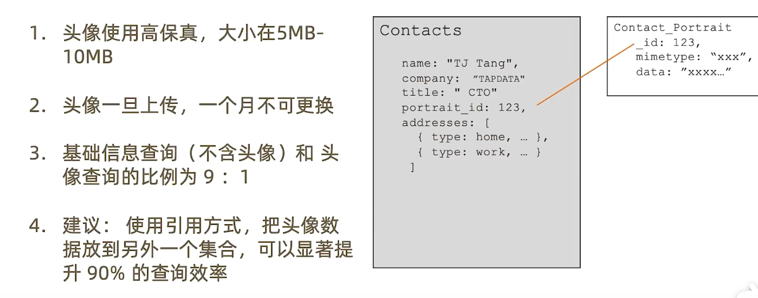 1. 头像使用高保真，大小在5MB-
10MB
2. 头像一旦上传，一个月不可更换
3. 基础信息查询（不含头像）和 头
像查询的比例为 9 ： 1
4. 建议： 使用引用方式，把头像数
据放到另外一个集合，可以显著提
升 90% 的查询效率
Contacts
name: "TJ Tang",
company: "TAPDATA"
title: " CTO"
portrait_id: 123,
addresses: [
{ type: home, … },
{ type: work, … }
]
Contact_Portrait
_id: 123,
mimetype: “xxx”,
data: ”xxxx…”